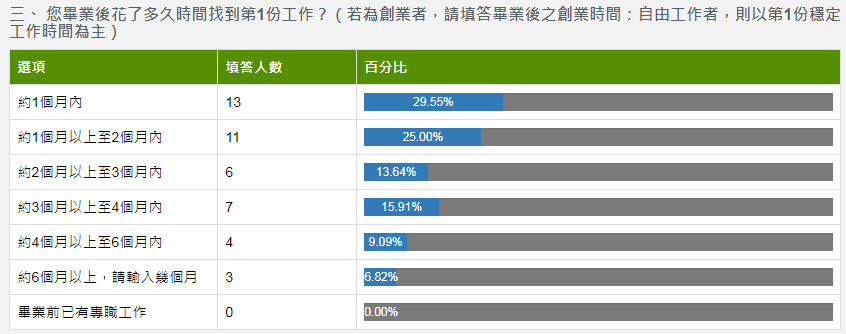 三、 您畢業後花了多久時間找到第1份工作？（若為創業者，請填答畢業後之創業時間；自由工作者，則以第1份穩定
工作時間為主）
選項 填答人數 百分比
約1個月內 13 29.55%
約1個月以上至2個月內 11 25.00%
約2個月以上至3個月內 6 13.64%
約3個月以上至4個月內 7 15.91%
約4個月以上至6個月內 4 9.09%
約6個月以上，請輸入幾個月 3 6.82%
畢業前已有專職工作 0 0.00%